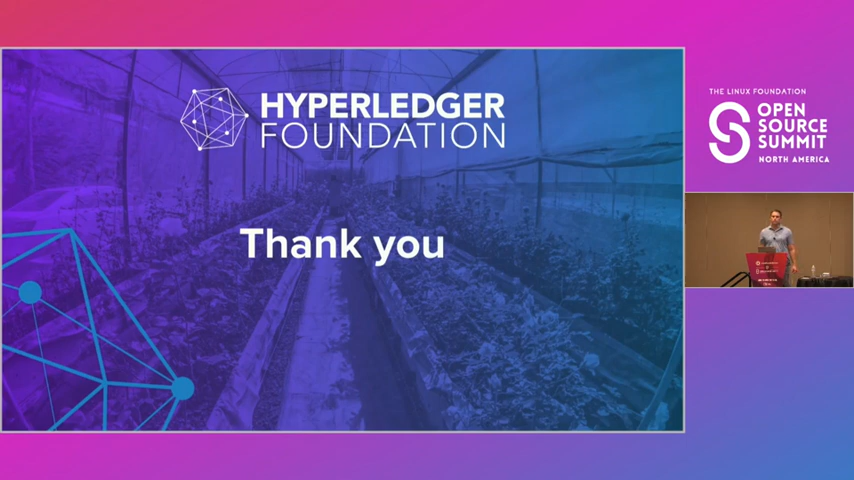 HYPERLEDGER
FOUNDATION
Thank you
THE LINUX FOUNDATION
OPEN
SOURCE
SUMMIT
NORTH AMERICA